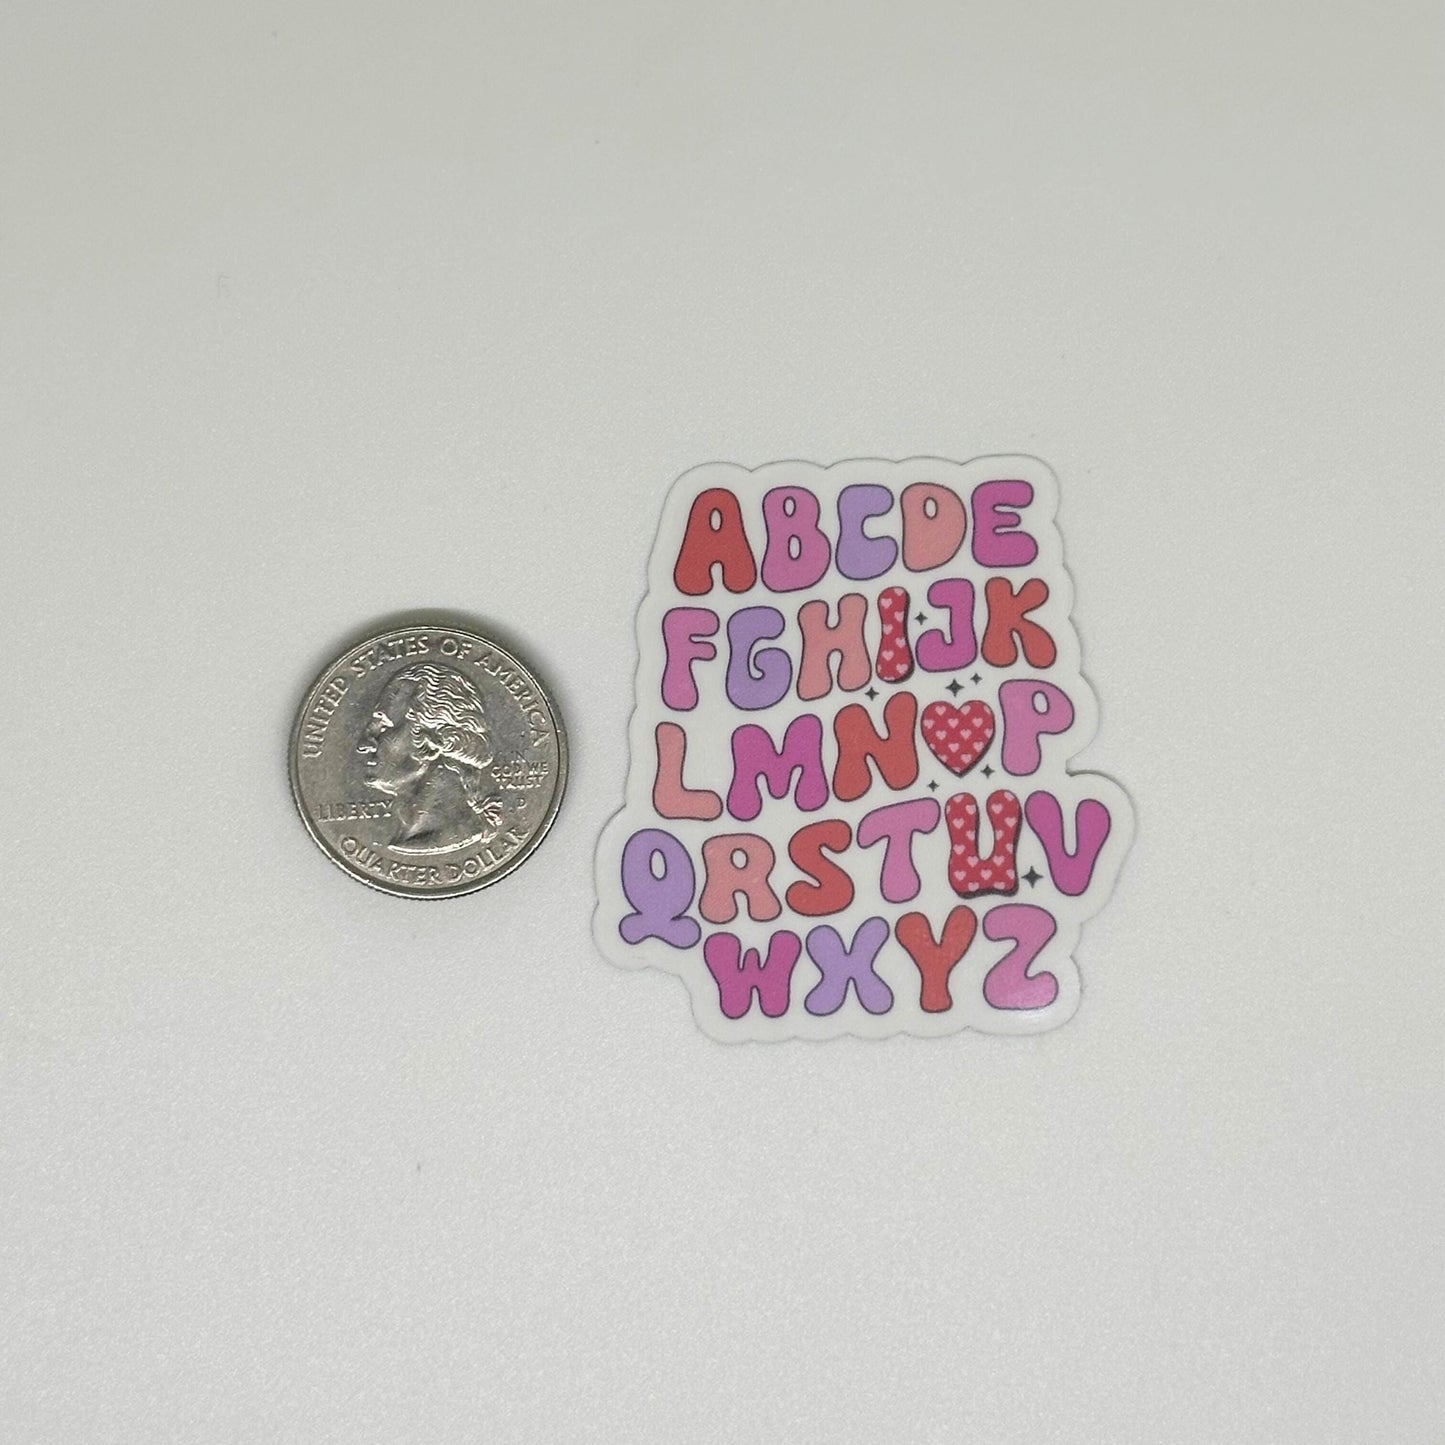 UNITED STATES OF AMERICA
LIBERTY
IN
GOD WE
TRUST
D
QUARTER DOLLAR
ABCDE
FGHIJK
LMN♥P
QRSTUV
WXYZ